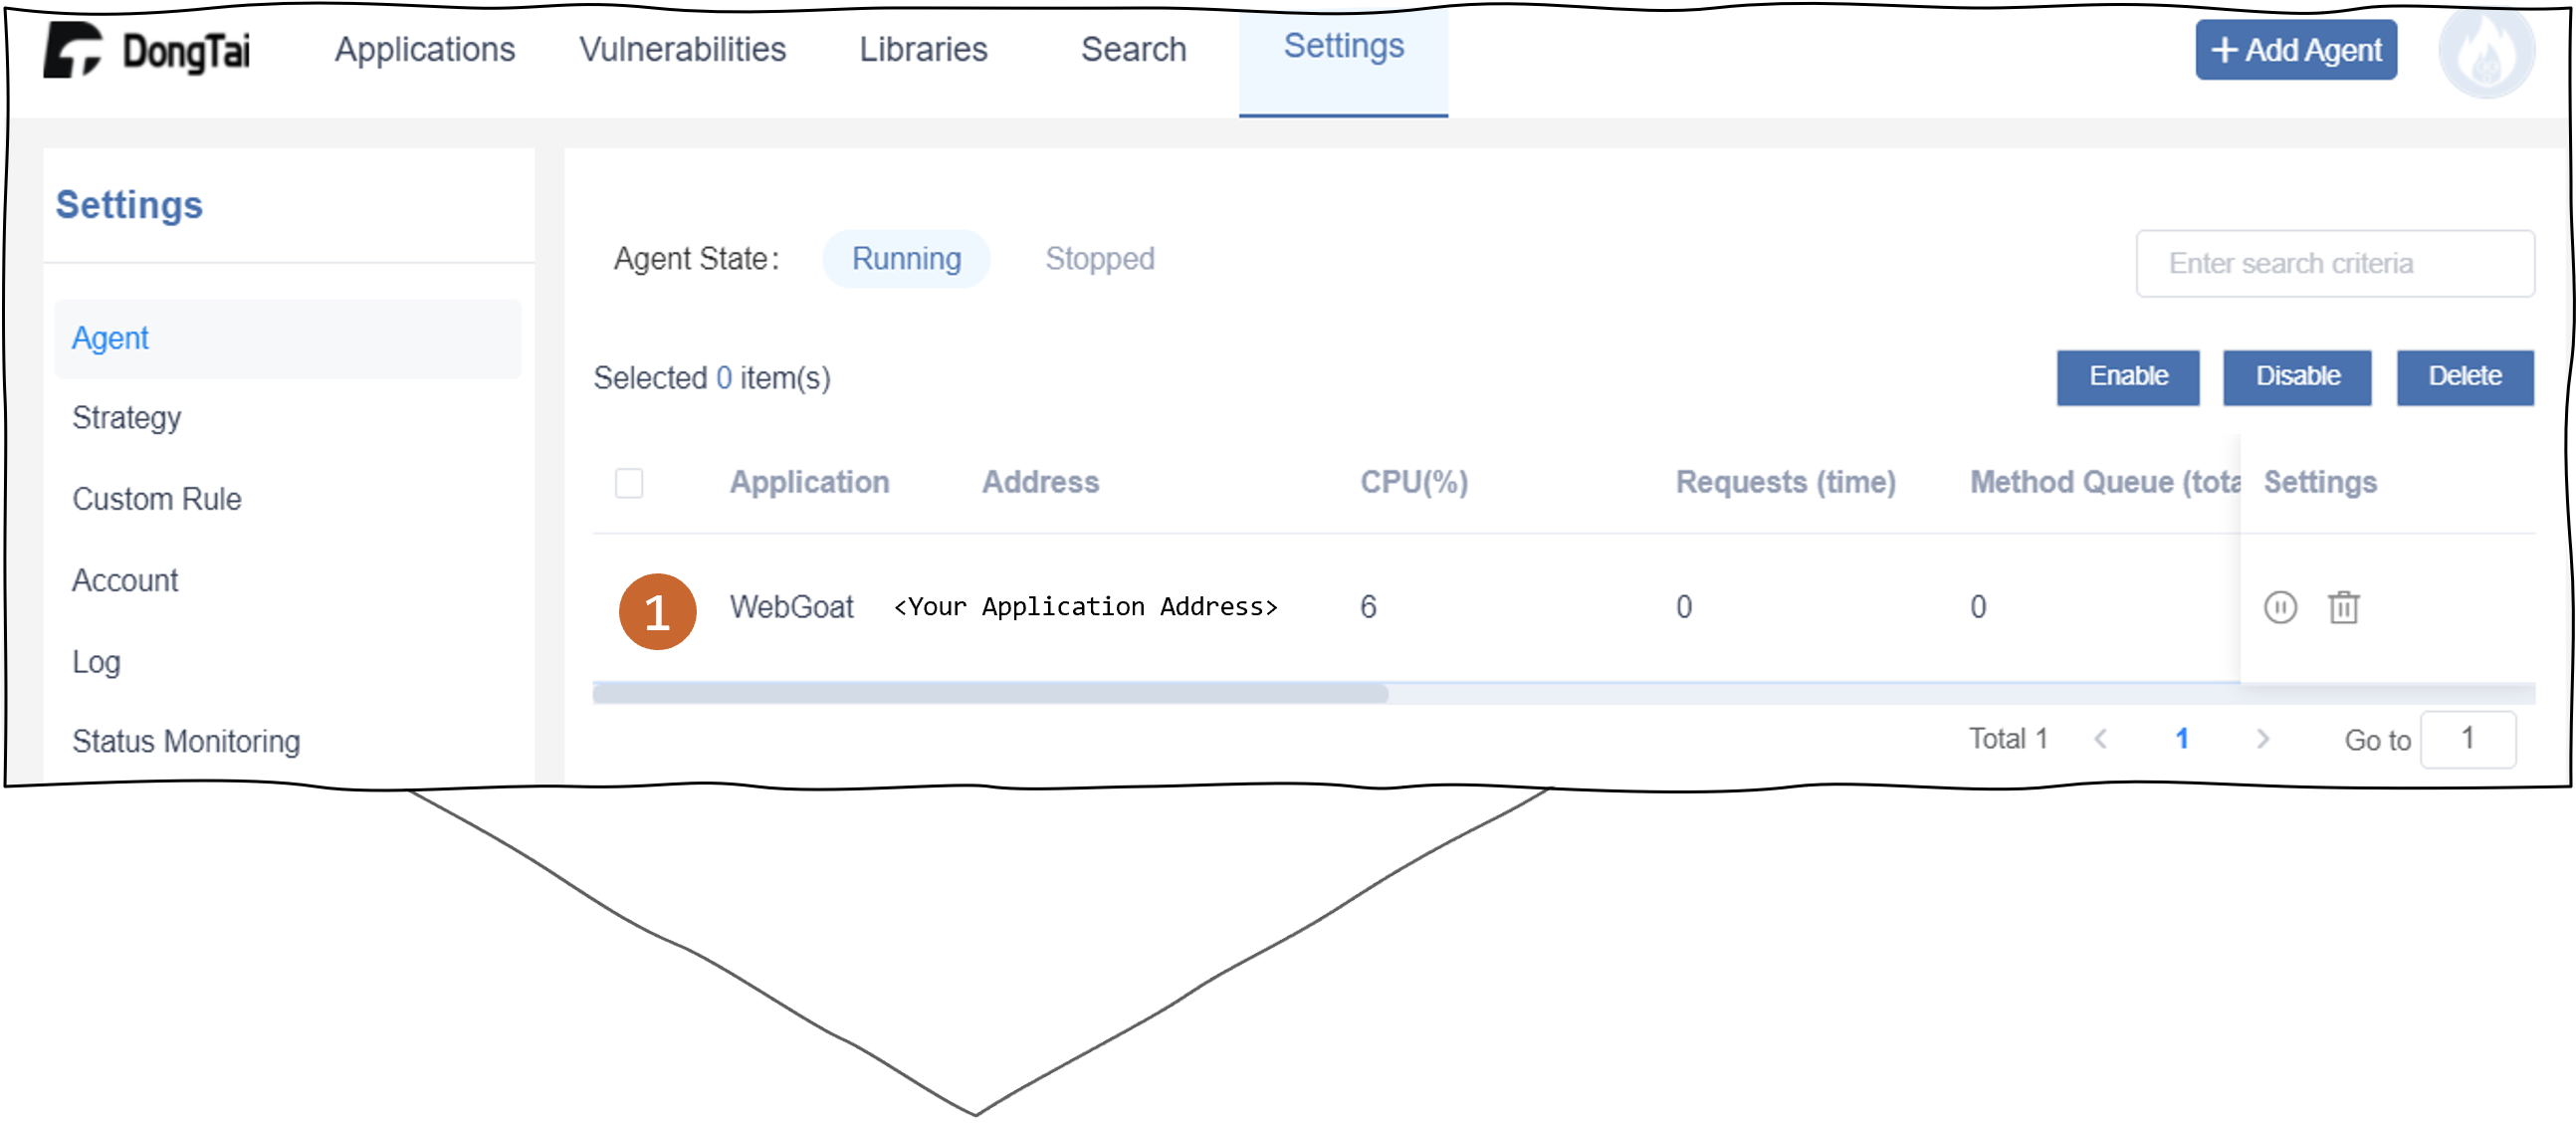 DongTai Applications Vulnerabilities Libraries Search Settings + Add Agent
Settings
Agent State: Running Stopped Enter search criteria
Agent
Selected 0 item(s) Enable Disable Delete
Strategy
Application Address CPU(%) Requests (time) Method Queue (tota Settings
Custom Rule
Account
1 WebGoat <Your Application Address> 6 0 0
Log
Status Monitoring
Total 1 < 1 > Go to 1